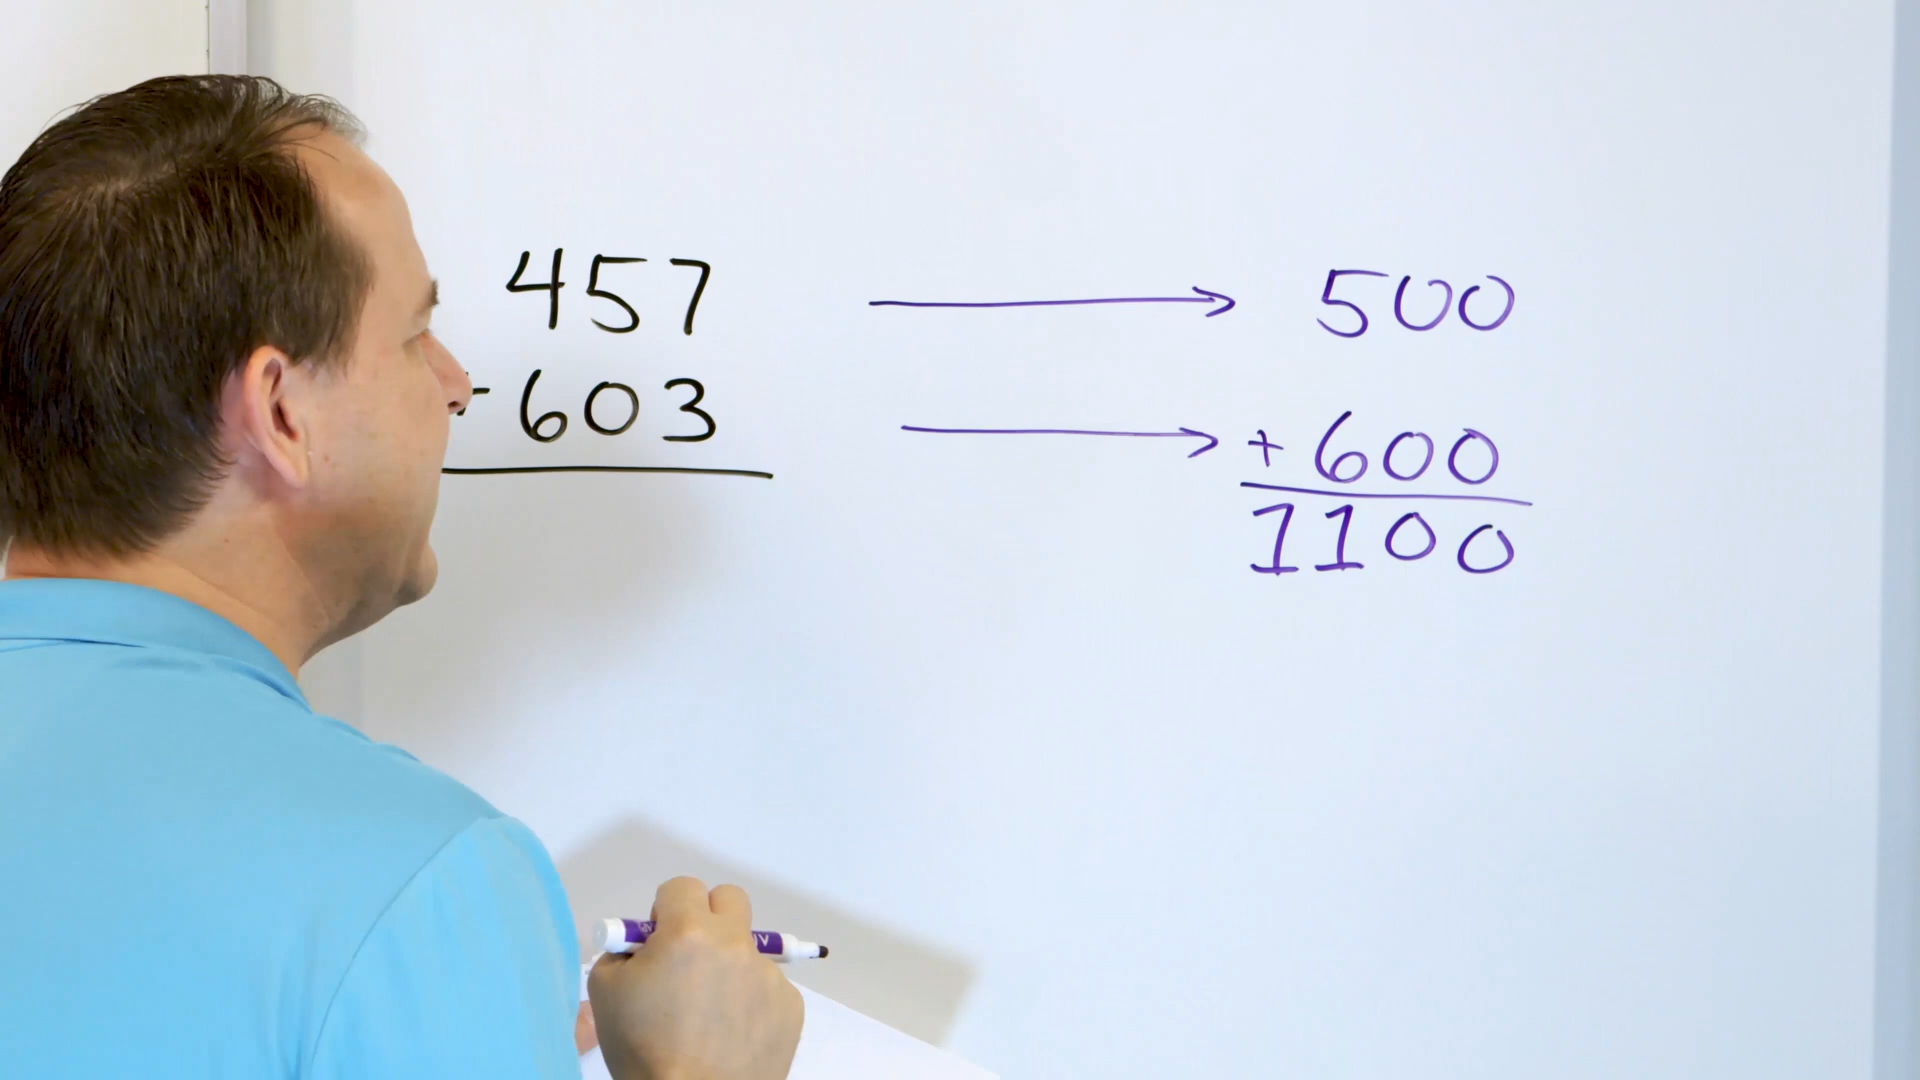 457 → 500
+ 603 → + 600
1100